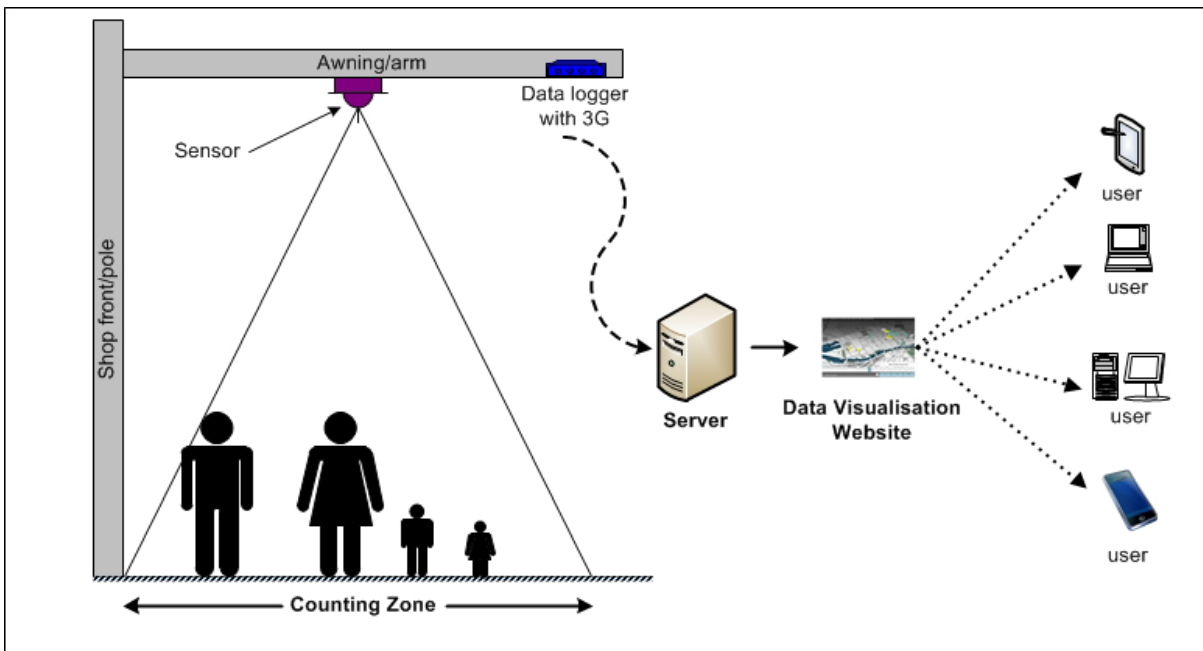 Awning/arm
Data logger
with 3G
Sensor
Shop front/pole
Counting Zone
Server
Data Visualisation
Website
user
user
user
user